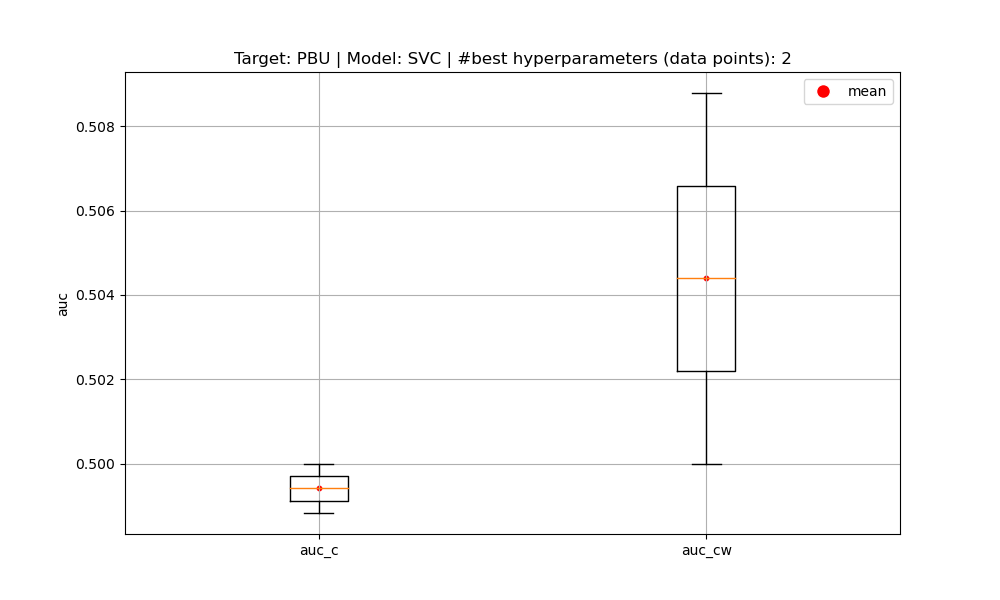 Target: PBU | Model: SVC | #best hyperparameters (data points): 2
mean
0.508
0.506
0.504
0.502
0.500
auc
auc_c
auc_cw